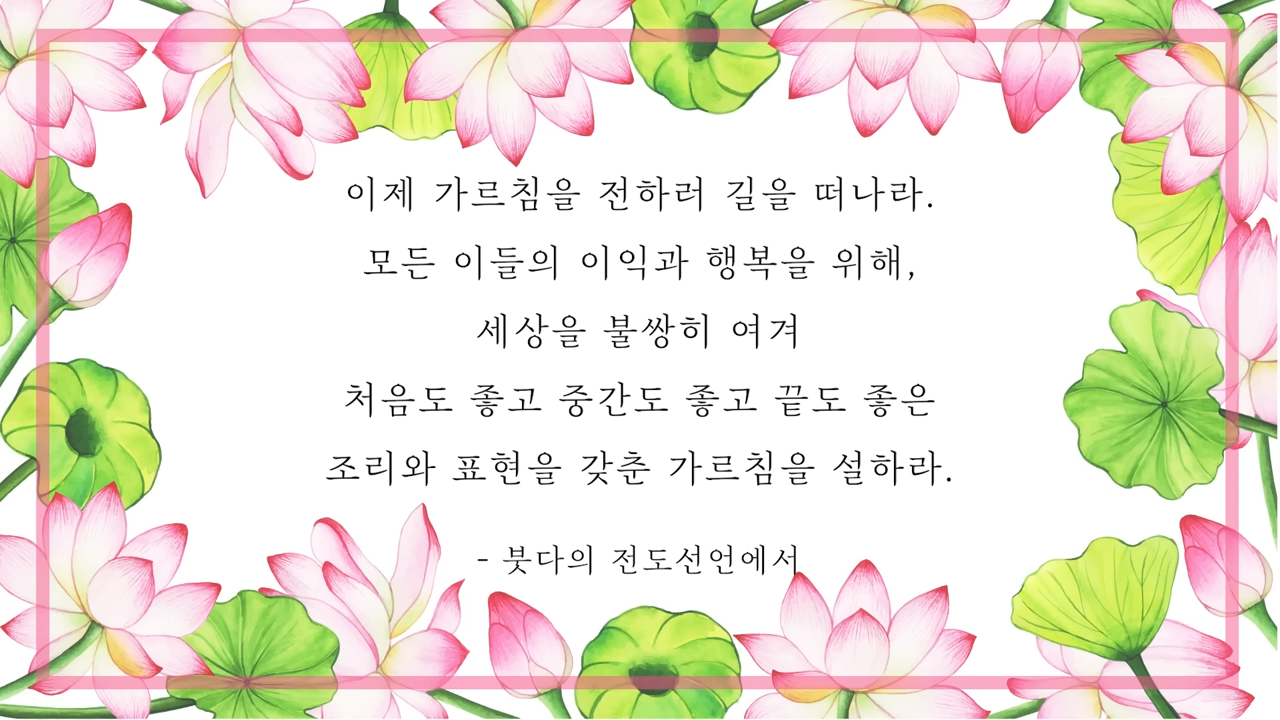 이제 가르침을 전하러 길을 떠나라.
모든 이들의 이익과 행복을 위해,
세상을 불쌍히 여겨
처음도 좋고 중간도 좋고 끝도 좋은
조리와 표현을 갖춘 가르침을 설하라.
- 붓다의 전도선언에서